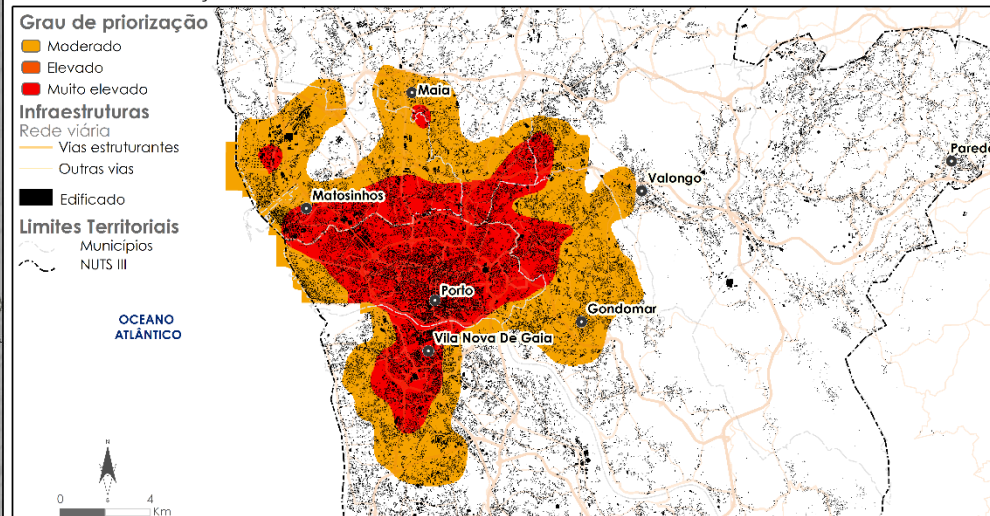 Grau de priorização
Moderado
Elevado
Muito elevado
Infraestruturas
Rede viária
Vias estruturantes
Outras vias
Edificado
Limites Territoriais
Municípios
NUTS III
OCEANO
ATLÂNTICO
Maia
Matosinhos
Valongo
Parede
Porto
Gondomar
Vila Nova De Gaia
N
S
0 4
Km